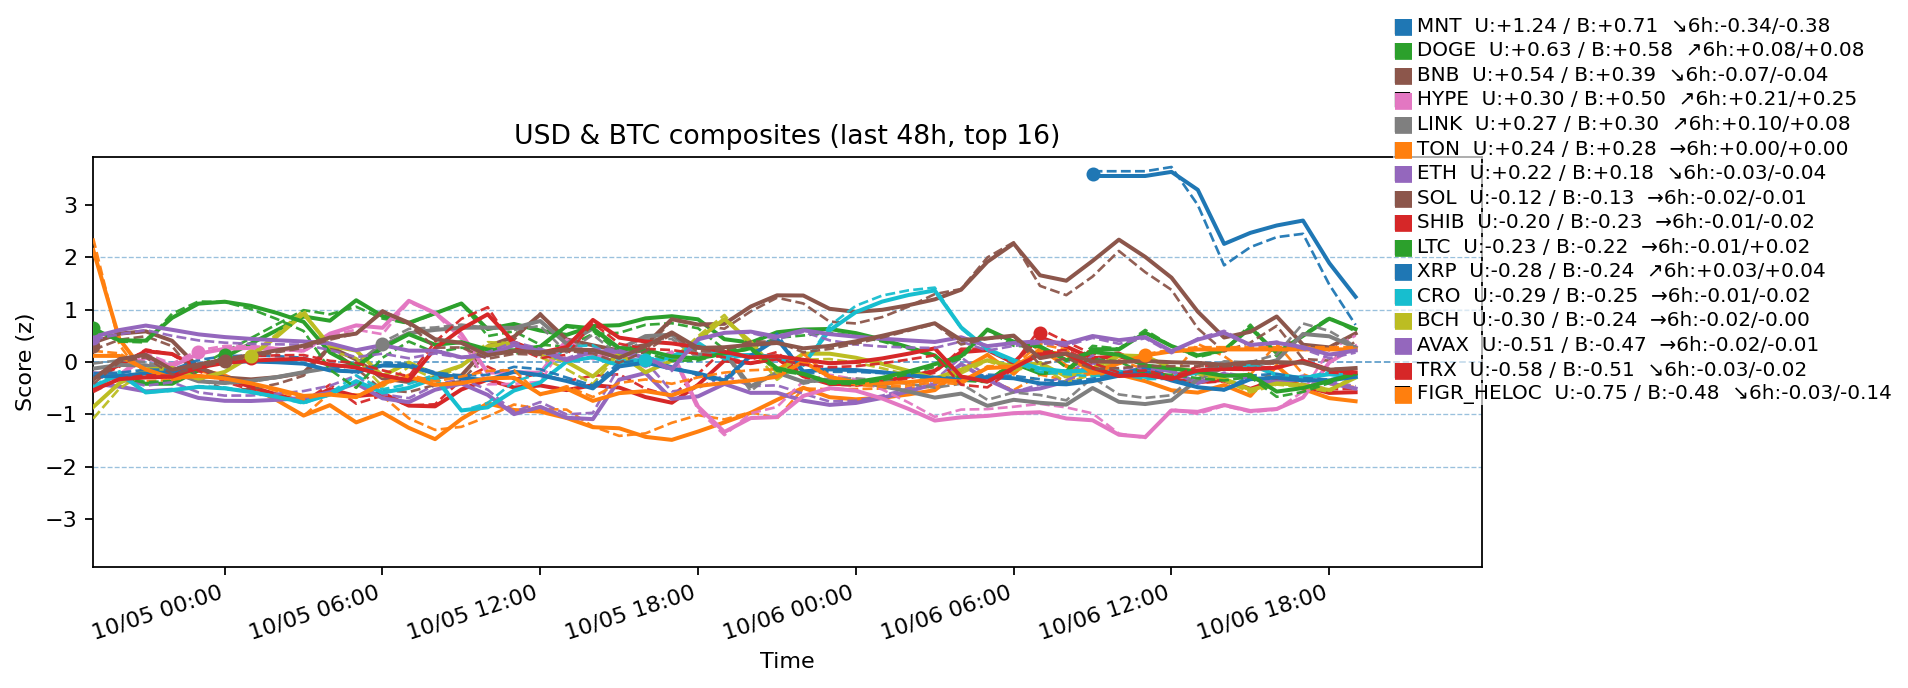 MNT  U:+1.24 / B:+0.71  ↘6h:-0.34/-0.38
DOGE  U:+0.63 / B:+0.58  ↗6h:+0.08/+0.08
BNB  U:+0.54 / B:+0.39  ↘6h:-0.07/-0.04
HYPE  U:+0.30 / B:+0.50  ↗6h:+0.21/+0.25
LINK  U:+0.27 / B:+0.30  ↗6h:+0.10/+0.08
TON  U:+0.24 / B:+0.28  →6h:+0.00/+0.00
ETH  U:+0.22 / B:+0.18  ↘6h:-0.03/-0.04
SOL  U:-0.12 / B:-0.13  →6h:-0.02/-0.01
SHIB  U:-0.20 / B:-0.23  →6h:-0.01/-0.02
LTC  U:-0.23 / B:-0.22  →6h:-0.01/+0.02
XRP  U:-0.28 / B:-0.24  ↗6h:+0.03/+0.04
CRO  U:-0.29 / B:-0.25  →6h:-0.01/-0.02
BCH  U:-0.30 / B:-0.24  →6h:-0.02/-0.00
AVAX  U:-0.51 / B:-0.47  →6h:-0.02/-0.01
TRX  U:-0.58 / B:-0.51  ↘6h:-0.03/-0.02
FIGR_HELOC  U:-0.75 / B:-0.48  ↘6h:-0.03/-0.14
USD & BTC composites (last 48h, top 16)
Score (z)
3
2
1
0
−1
−2
−3
10/05 00:00
10/05 06:00
10/05 12:00
10/05 18:00
10/06 00:00
10/06 06:00
10/06 12:00
10/06 18:00
Time